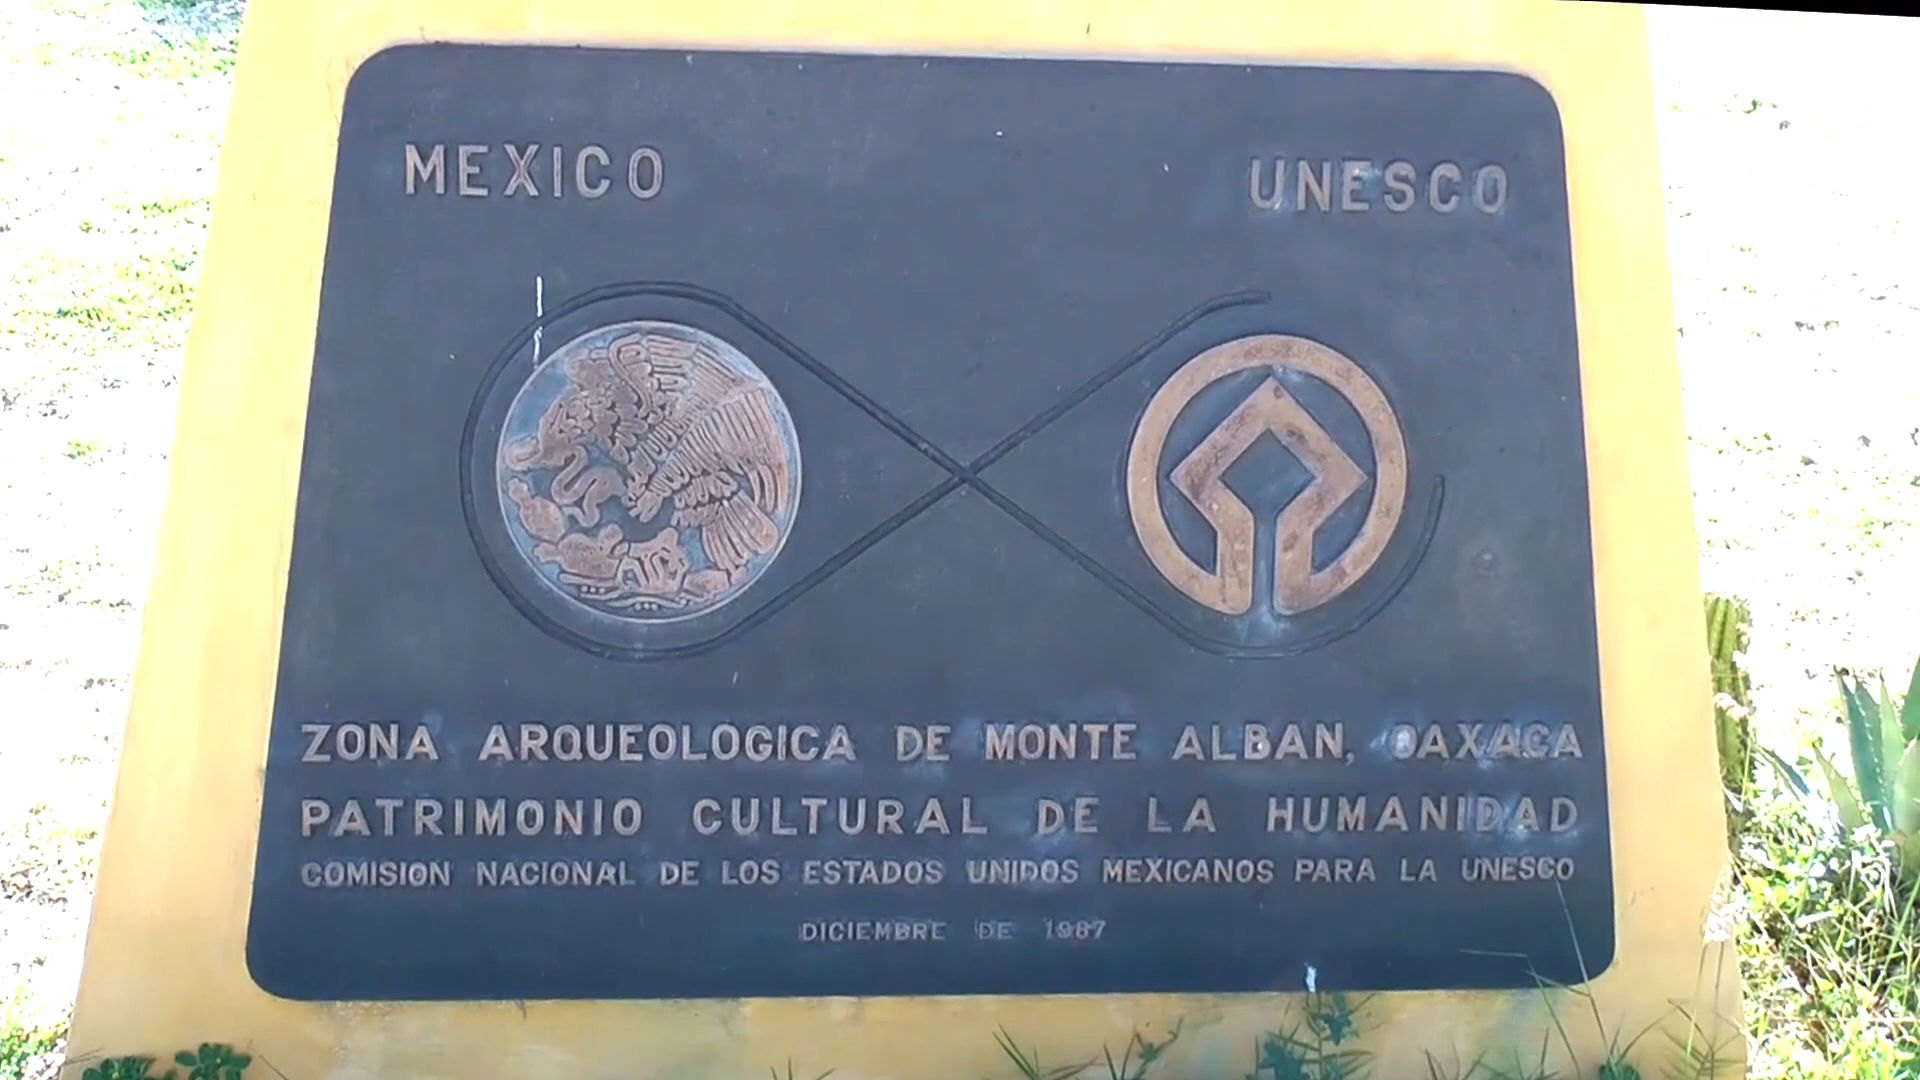 MEXICO UNESCO
ZONA ARQUEOLOGICA DE MONTE ALBAN, OAXACA
PATRIMONIO CULTURAL DE LA HUMANIDAD
COMISION NACIONAL DE LOS ESTADOS UNIDOS MEXICANOS PARA LA UNESCO
DICIEMBRE DE 1987